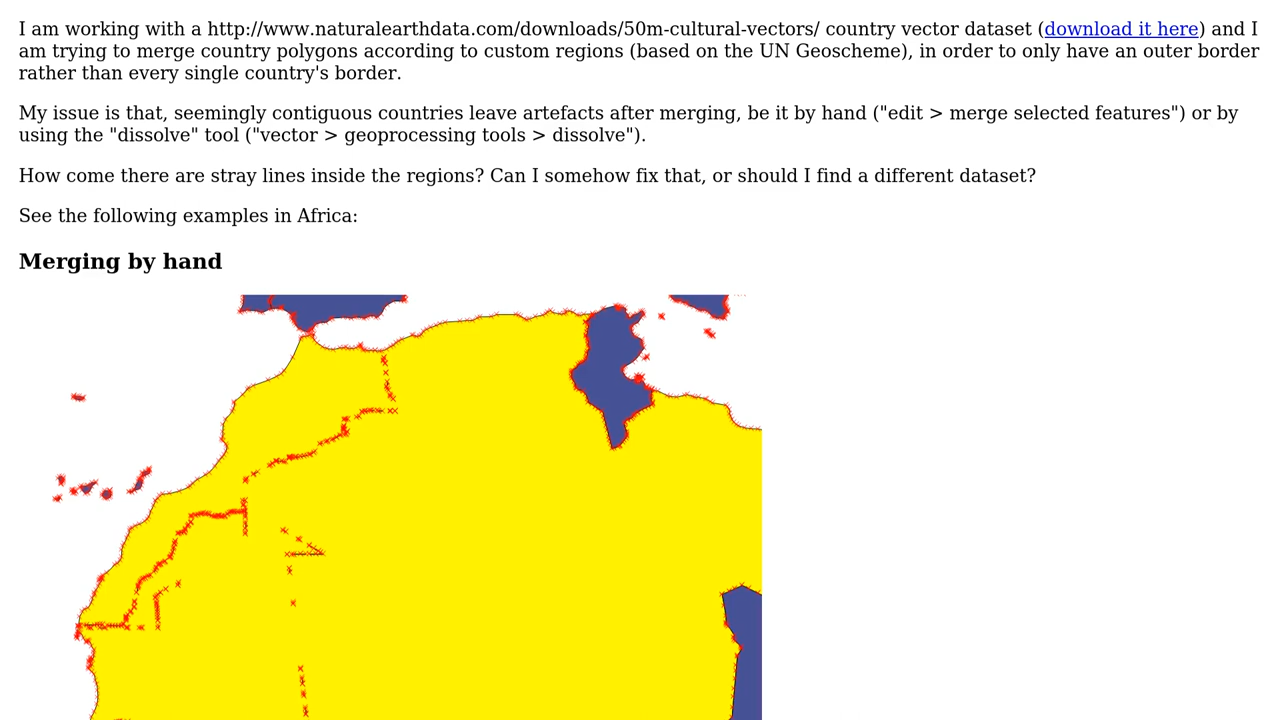 I am working with a http://www.naturalearthdata.com/downloads/50m-cultural-vectors/ country vector dataset (download it here) and I
am trying to merge country polygons according to custom regions (based on the UN Geoscheme), in order to only have an outer border
rather than every single country's border.
My issue is that, seemingly contiguous countries leave artefacts after merging, be it by hand ("edit > merge selected features") or by
using the "dissolve" tool ("vector > geoprocessing tools > dissolve").
How come there are stray lines inside the regions? Can I somehow fix that, or should I find a different dataset?
See the following examples in Africa:
Merging by hand